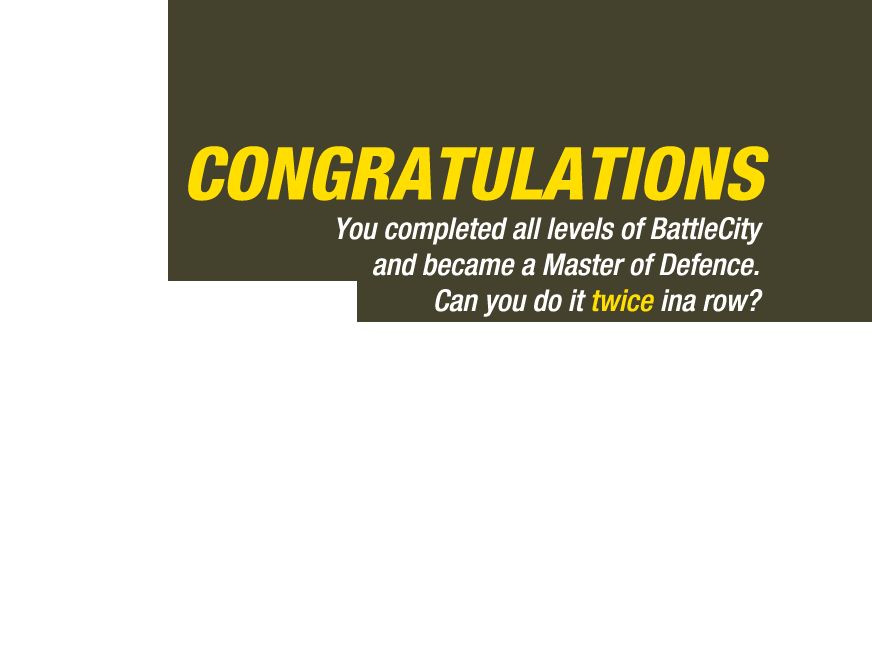 CONGRATULATIONS
You completed all levels of BattleCity
and became a Master of Defence.
Can you do it twice ina row?